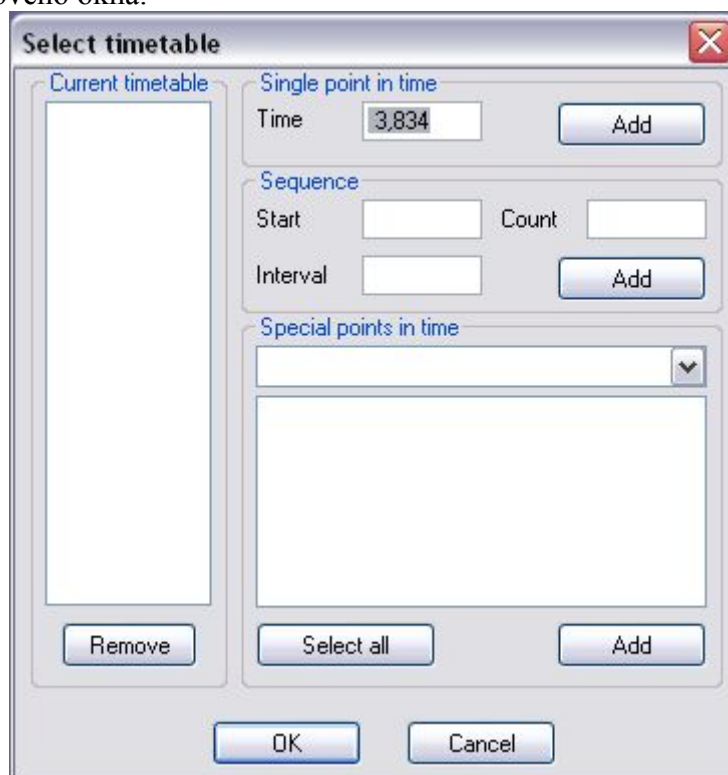 okna.
Select timetable
Current timetable
Single point in time
Time 3,834 Add
Sequence
Start Count
Interval Add
Special points in time
Remove Select all Add
OK Cancel